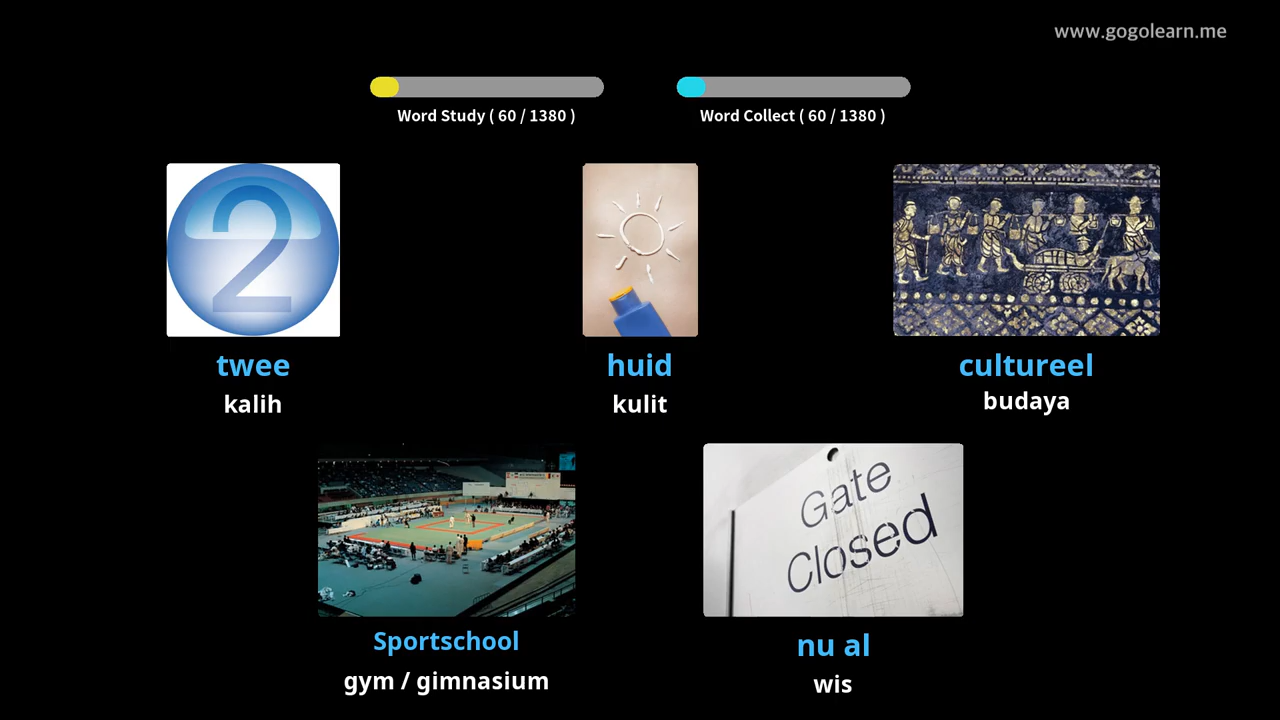 www.gogolearn.me
Word Study ( 60 / 1380 )
Word Collect ( 60 / 1380 )
2
twee
kalih
huid
kulit
cultureel
budaya
Gate
Closed
Sportschool
gym / gimnasium
nu al
wis